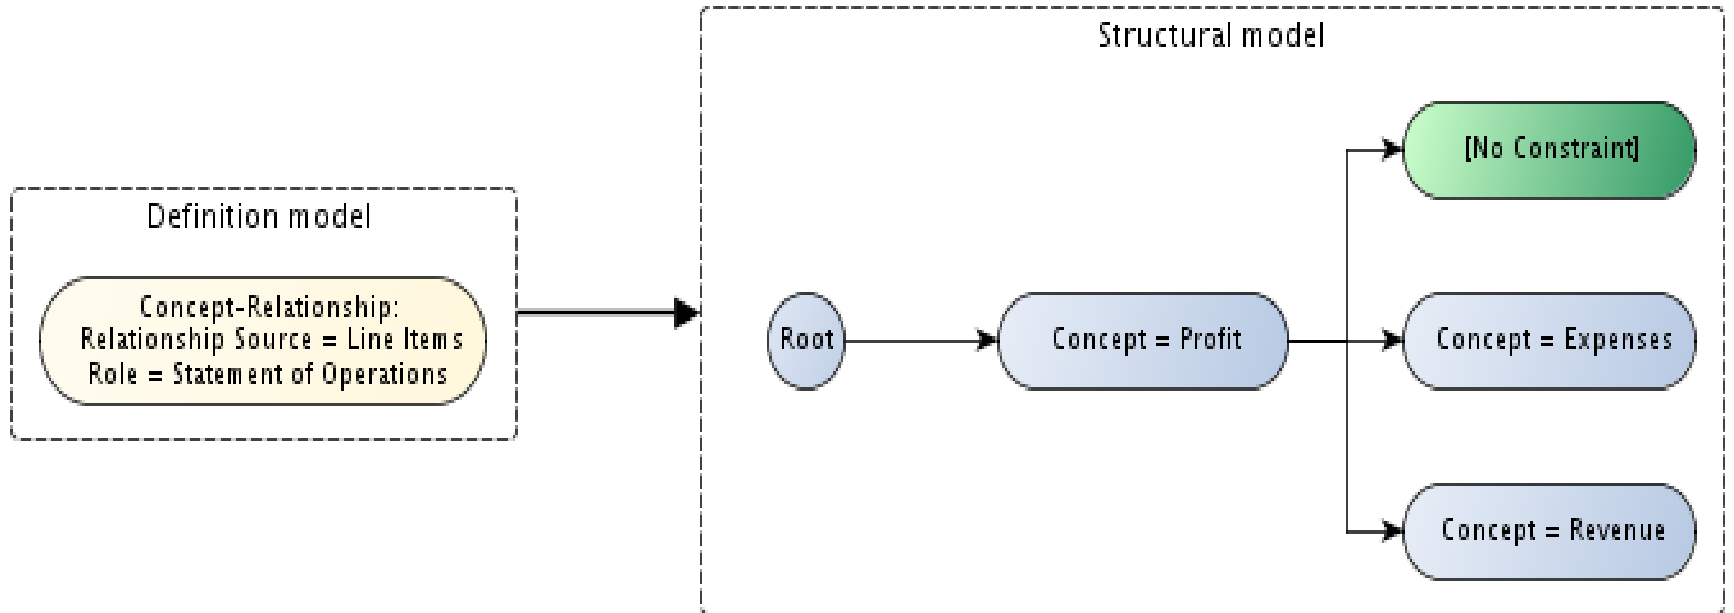 Structural model
[No Constraint]
Definition model
Concept-Relationship:
Relationship Source = Line Items
Role = Statement of Operations
Root
Concept = Profit
Concept = Expenses
Concept = Revenue